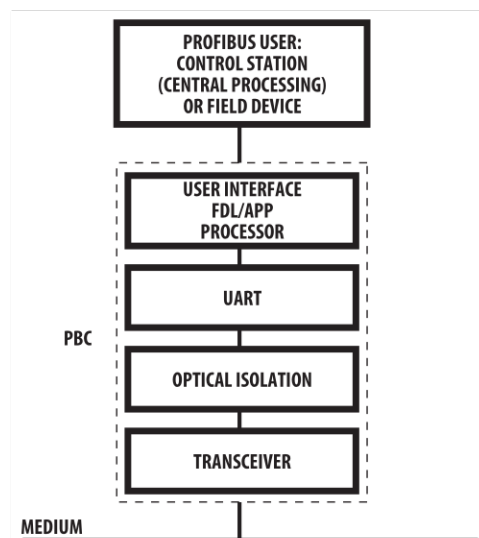 PROFIBUS USER:
CONTROL STATION
(CENTRAL PROCESSING)
OR FIELD DEVICE
USER INTERFACE
FDL/APP
PROCESSOR
UART
PBC
OPTICAL ISOLATION
TRANSCEIVER
MEDIUM